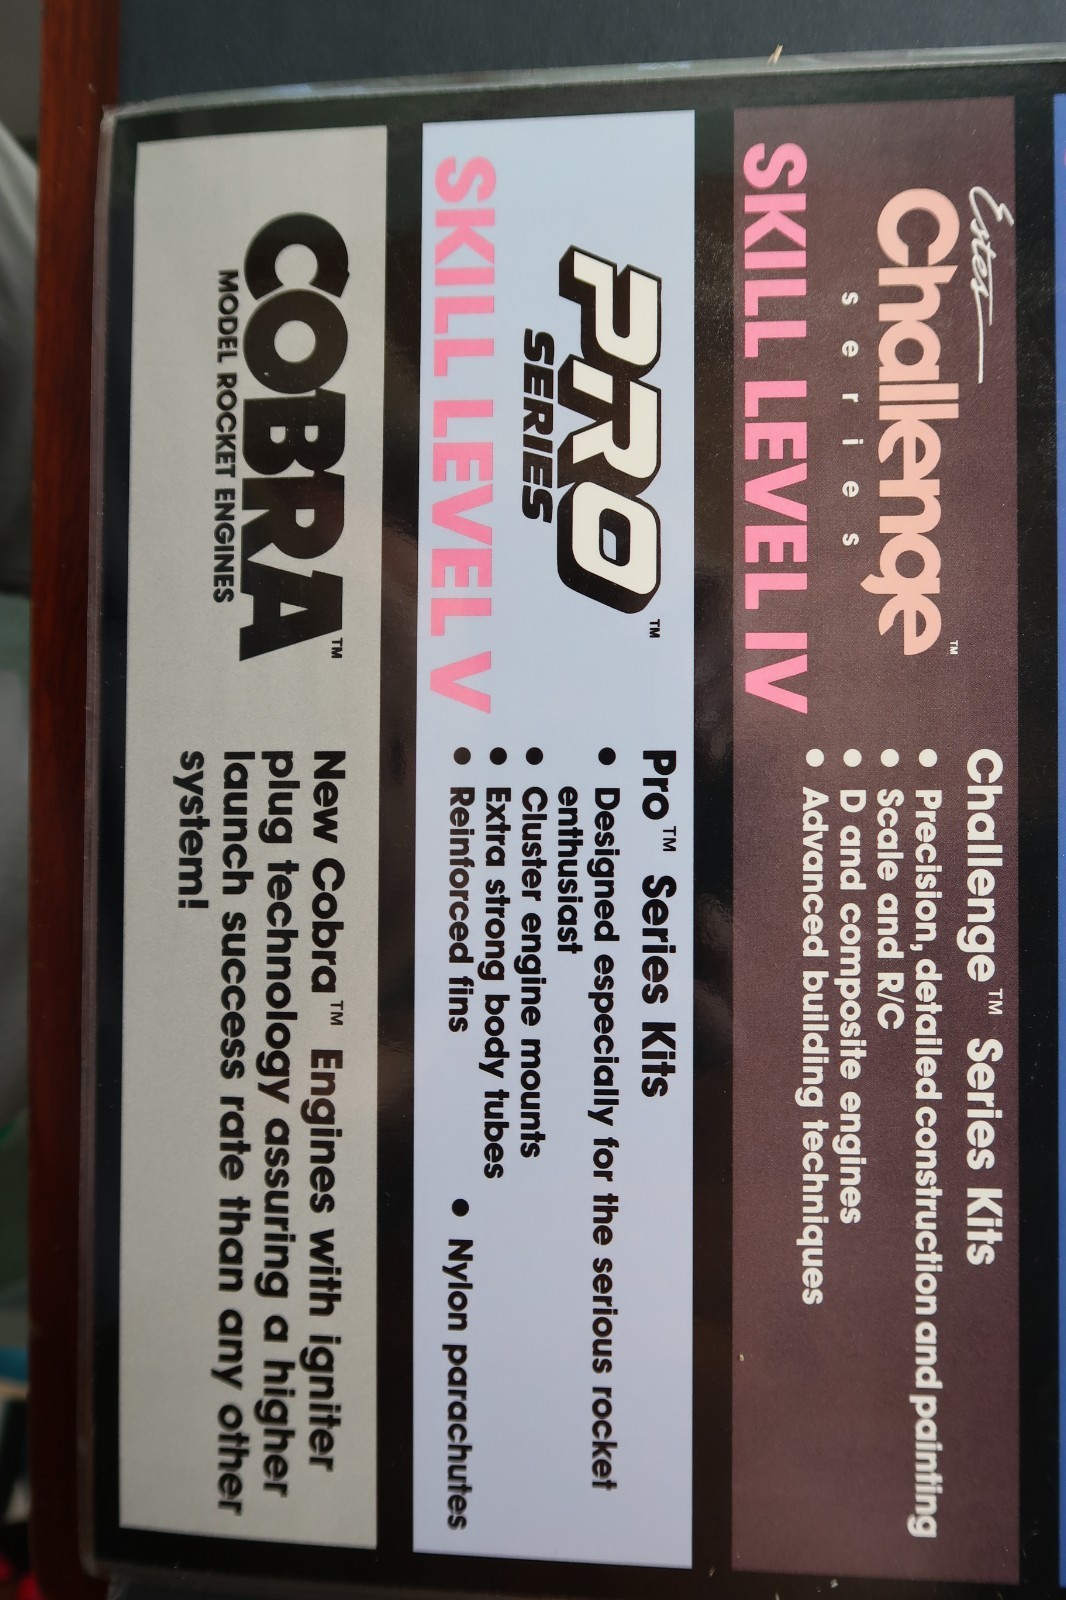 Estes
Challenge™
series
SKILL LEVEL IV
Challenge™ Series Kits
● Precision, detailed construction and painting
● Scale and R/C
● D and composite engines
● Advanced building techniques
PRO™
SERIES
SKILL LEVEL V
Pro™ Series Kits
● Designed especially for the serious rocket
enthusiast
● Cluster engine mounts
● Extra strong body tubes
● Reinforced fins ● Nylon parachutes
COBRA™
MODEL ROCKET ENGINES
New Cobra™ Engines with igniter
plug technology assuring a higher
launch success rate than any other
system!